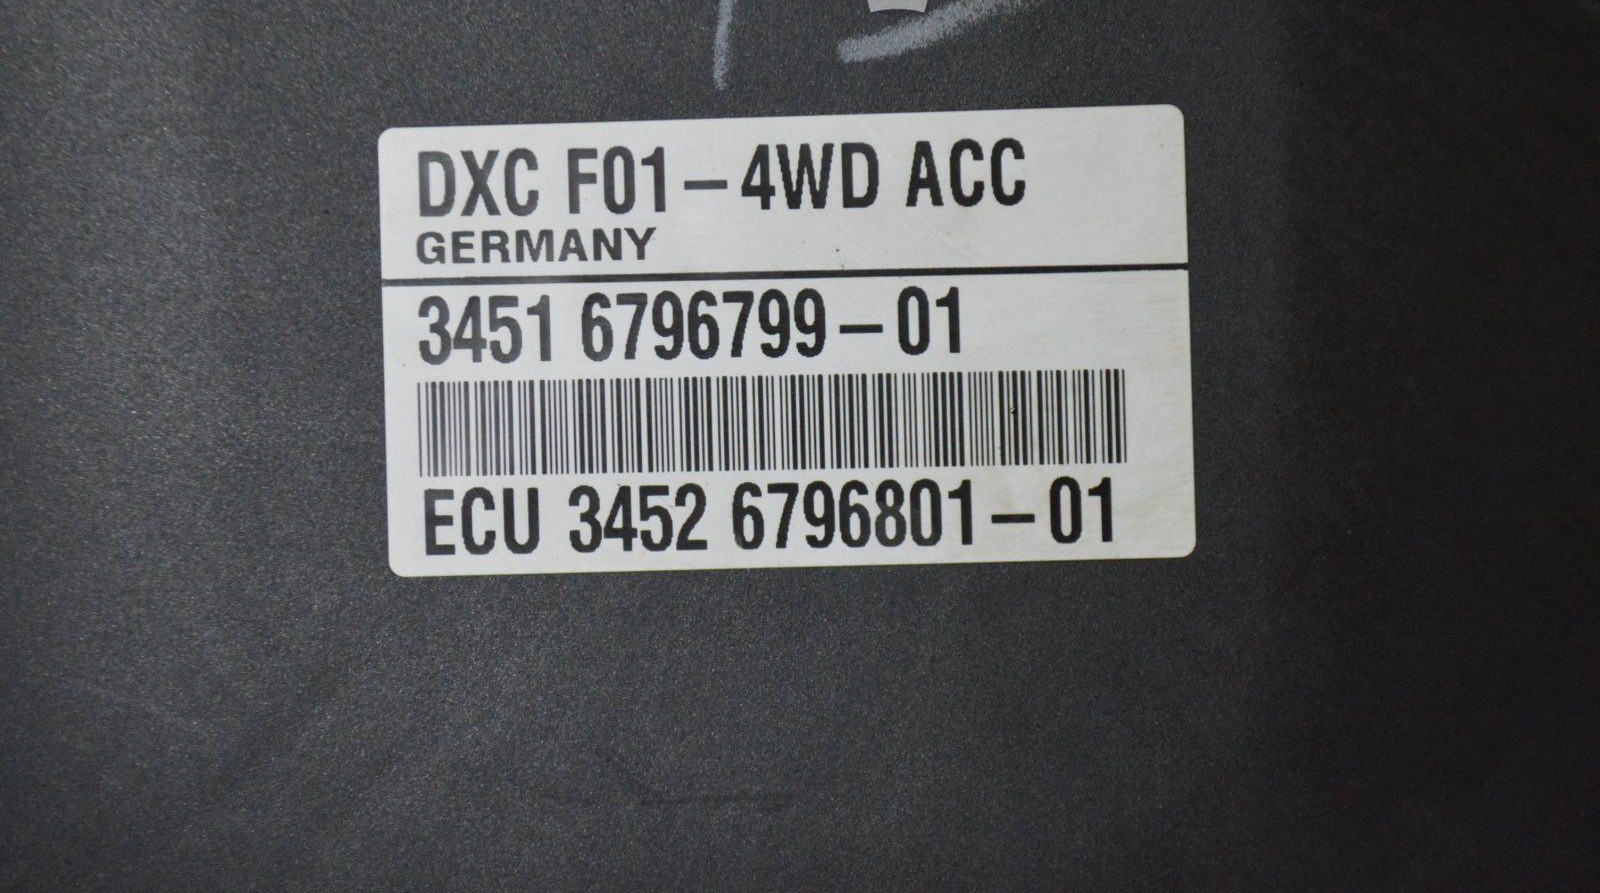 DXC F01-4WD ACC
GERMANY
3451 6796799-01
ECU 3452 6796801-01